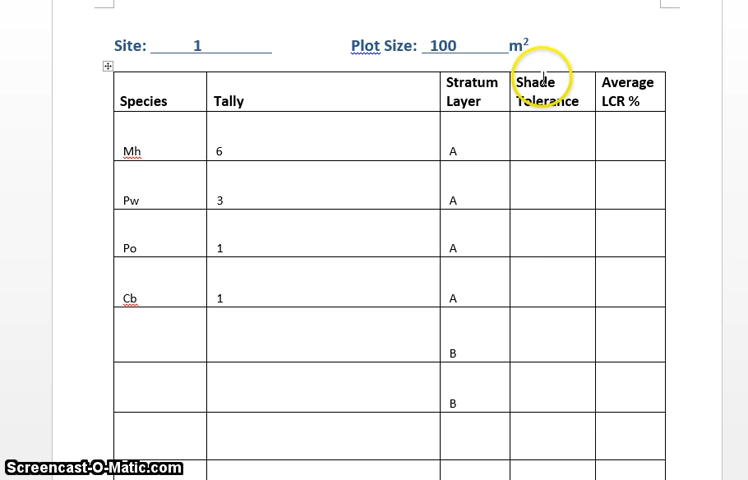 Site: 1 Plot Size: 100 m²
Species Tally Stratum Layer Shade Tolerance Average LCR %
Mh 6 A
Pw 3 A
Po 1 A
Cb 1 A
B
B
Screencast-O-Matic.com